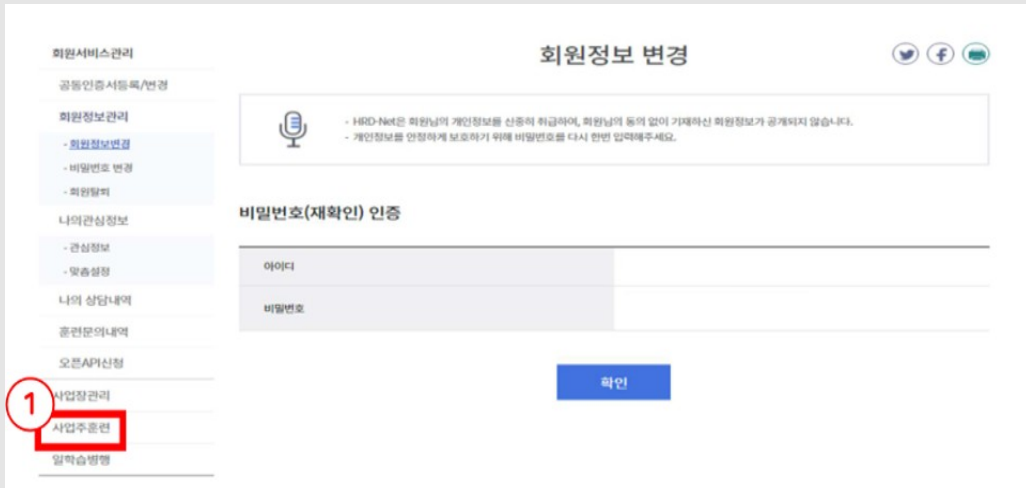 회원서비스관리
공동인증서등록/변경
회원정보관리
- 회원정보변경
- 비밀번호 변경
- 회원탈퇴
나의관심정보
- 관심정보
- 맞춤설정
나의 상담내역
훈련문의내역
오픈API신청
1
사업장관리
사업주훈련
일학습병행
회원정보 변경
- HRD-Net은 회원님의 개인정보를 신중히 취급하여, 회원님의 동의 없이 기재하신 회원정보가 공개되지 않습니다.
- 개인정보를 안정하게 보호하기 위해 비밀번호를 다시 한번 입력해주세요.
비밀번호(재확인) 인증
아이디
비밀번호
확인